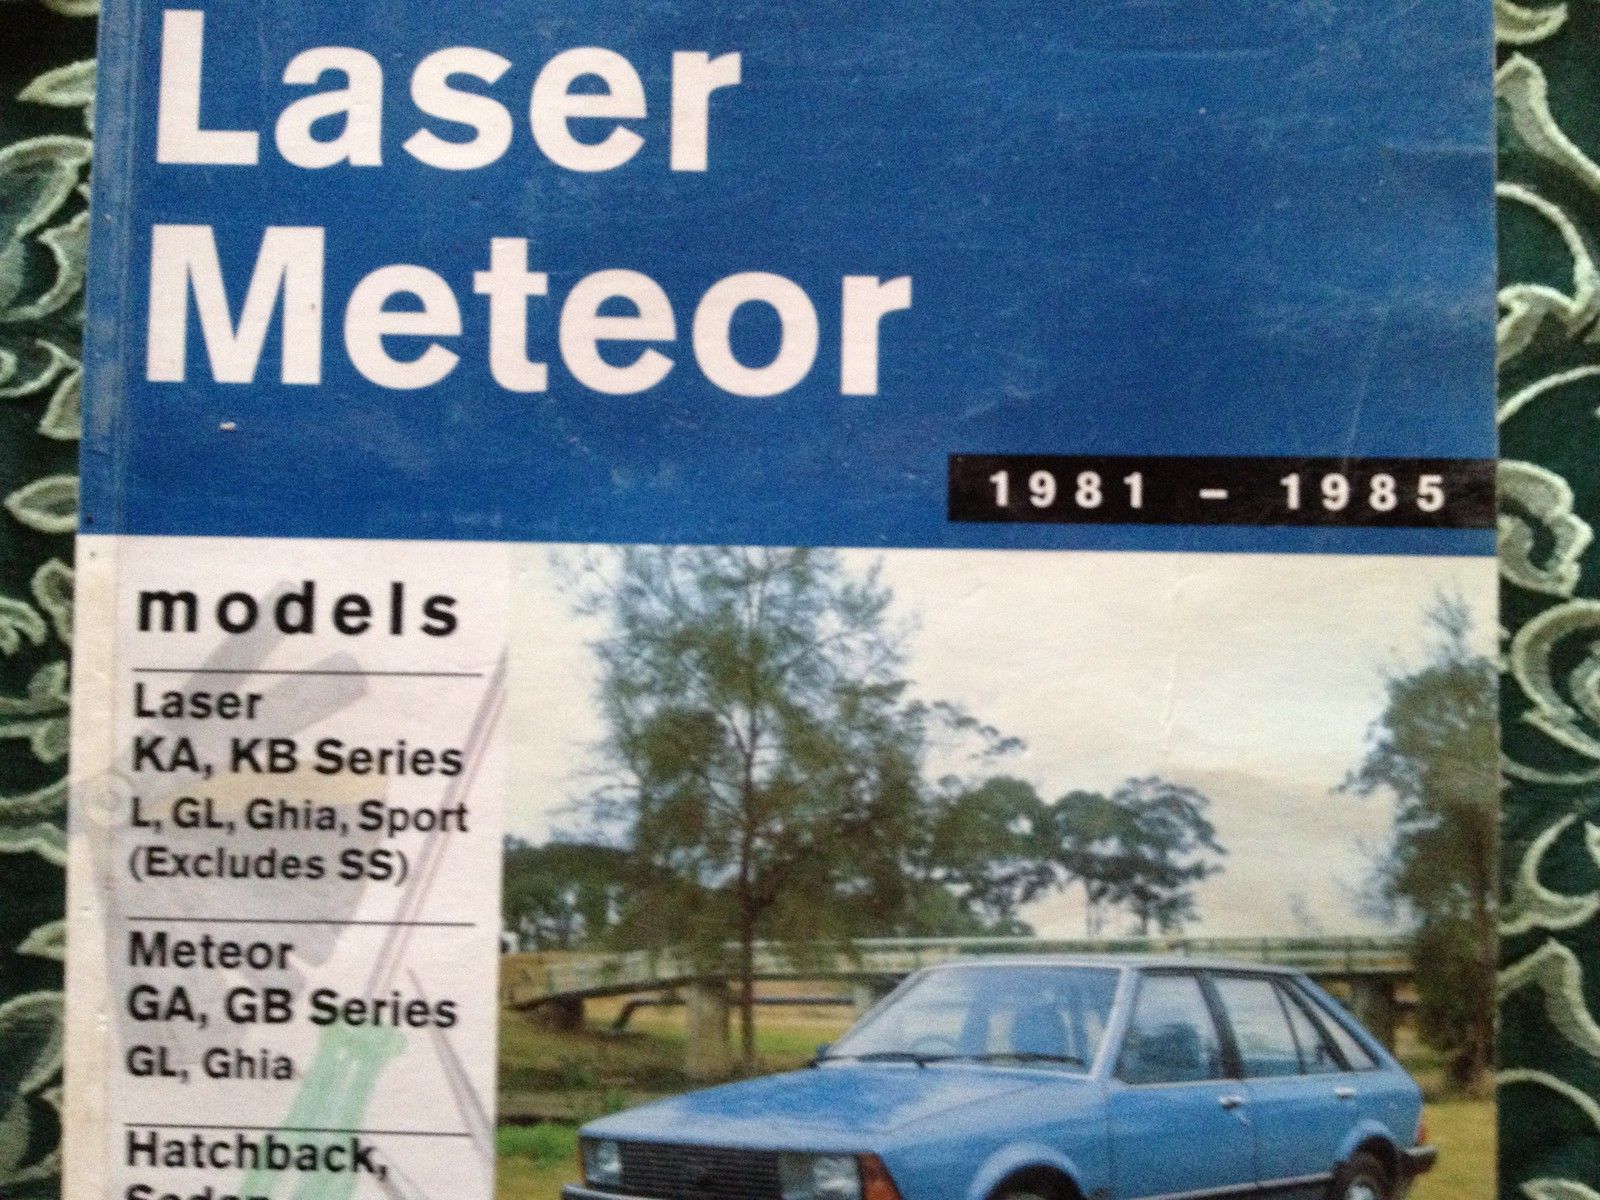 Laser
Meteor
1981 – 1985
models
Laser
KA, KB Series
L, GL, Ghia, Sport
(Excludes SS)
Meteor
GA, GB Series
GL, Ghia
Hatchback,
Sedan